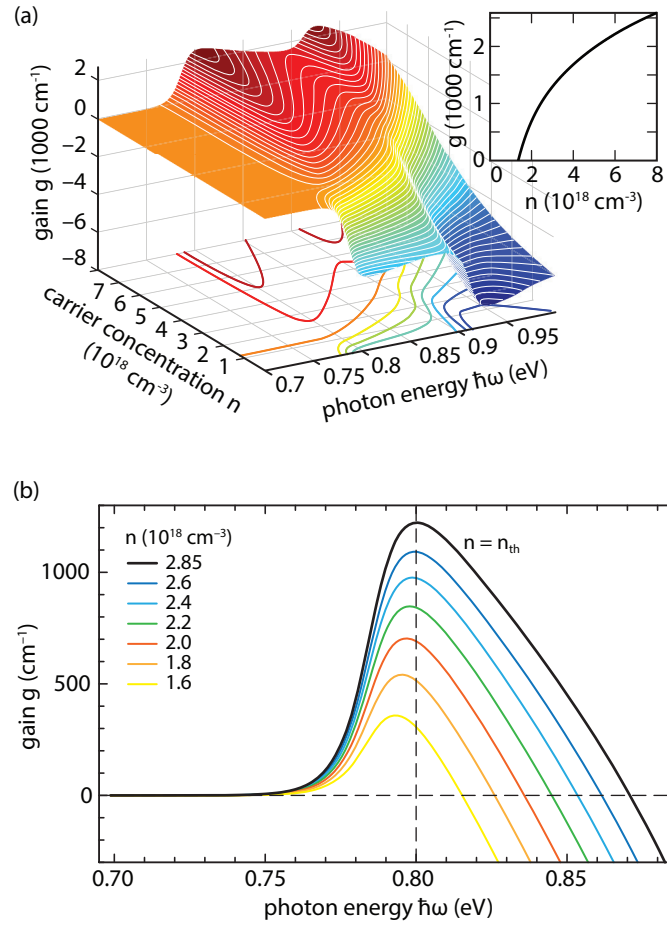 (a)
2
0
−2
−4
−6
−8
gain g (1000 cm⁻¹)
7
6
5
4
3
2
1
carrier concentration n
(10¹⁸ cm⁻³)
0.7
0.75
0.8
0.85
0.9
0.95
photon energy ħω (eV)
2
1
0
g (1000 cm⁻¹)
0 2 4 6 8
n (10¹⁸ cm⁻³)
(b)
n (10¹⁸ cm⁻³)
2.85
2.6
2.4
2.2
2.0
1.8
1.6
n = nₜₕ
1000
500
0
gain g (cm⁻¹)
0.70 0.75 0.80 0.85
photon energy ħω (eV)